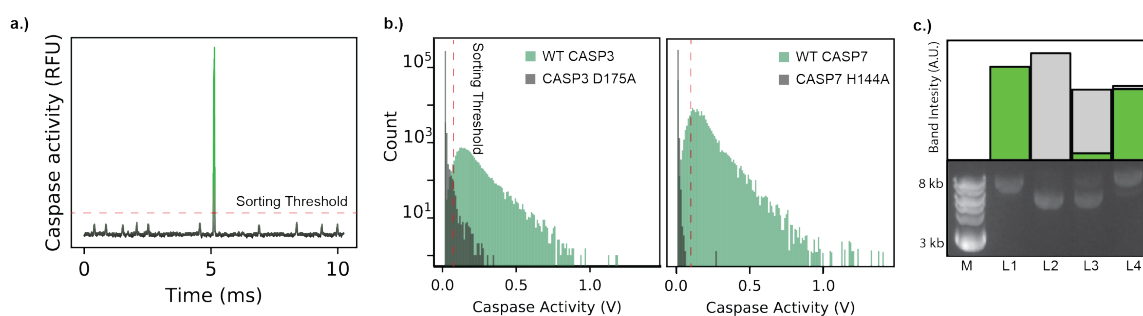 a.)
Caspase activity (RFU)
Sorting Threshold
0 5 10
Time (ms)
b.)
Count
10^5
10^3
10^1
Sorting Threshold
WT CASP3
CASP3 D175A
0.0 0.5 1.0
Caspase Activity (V)
WT CASP7
CASP7 H144A
0.0 0.5 1.0
Caspase Activity (V)
c.)
Band Intesity (A.U.)
8 kb
3 kb
M L1 L2 L3 L4